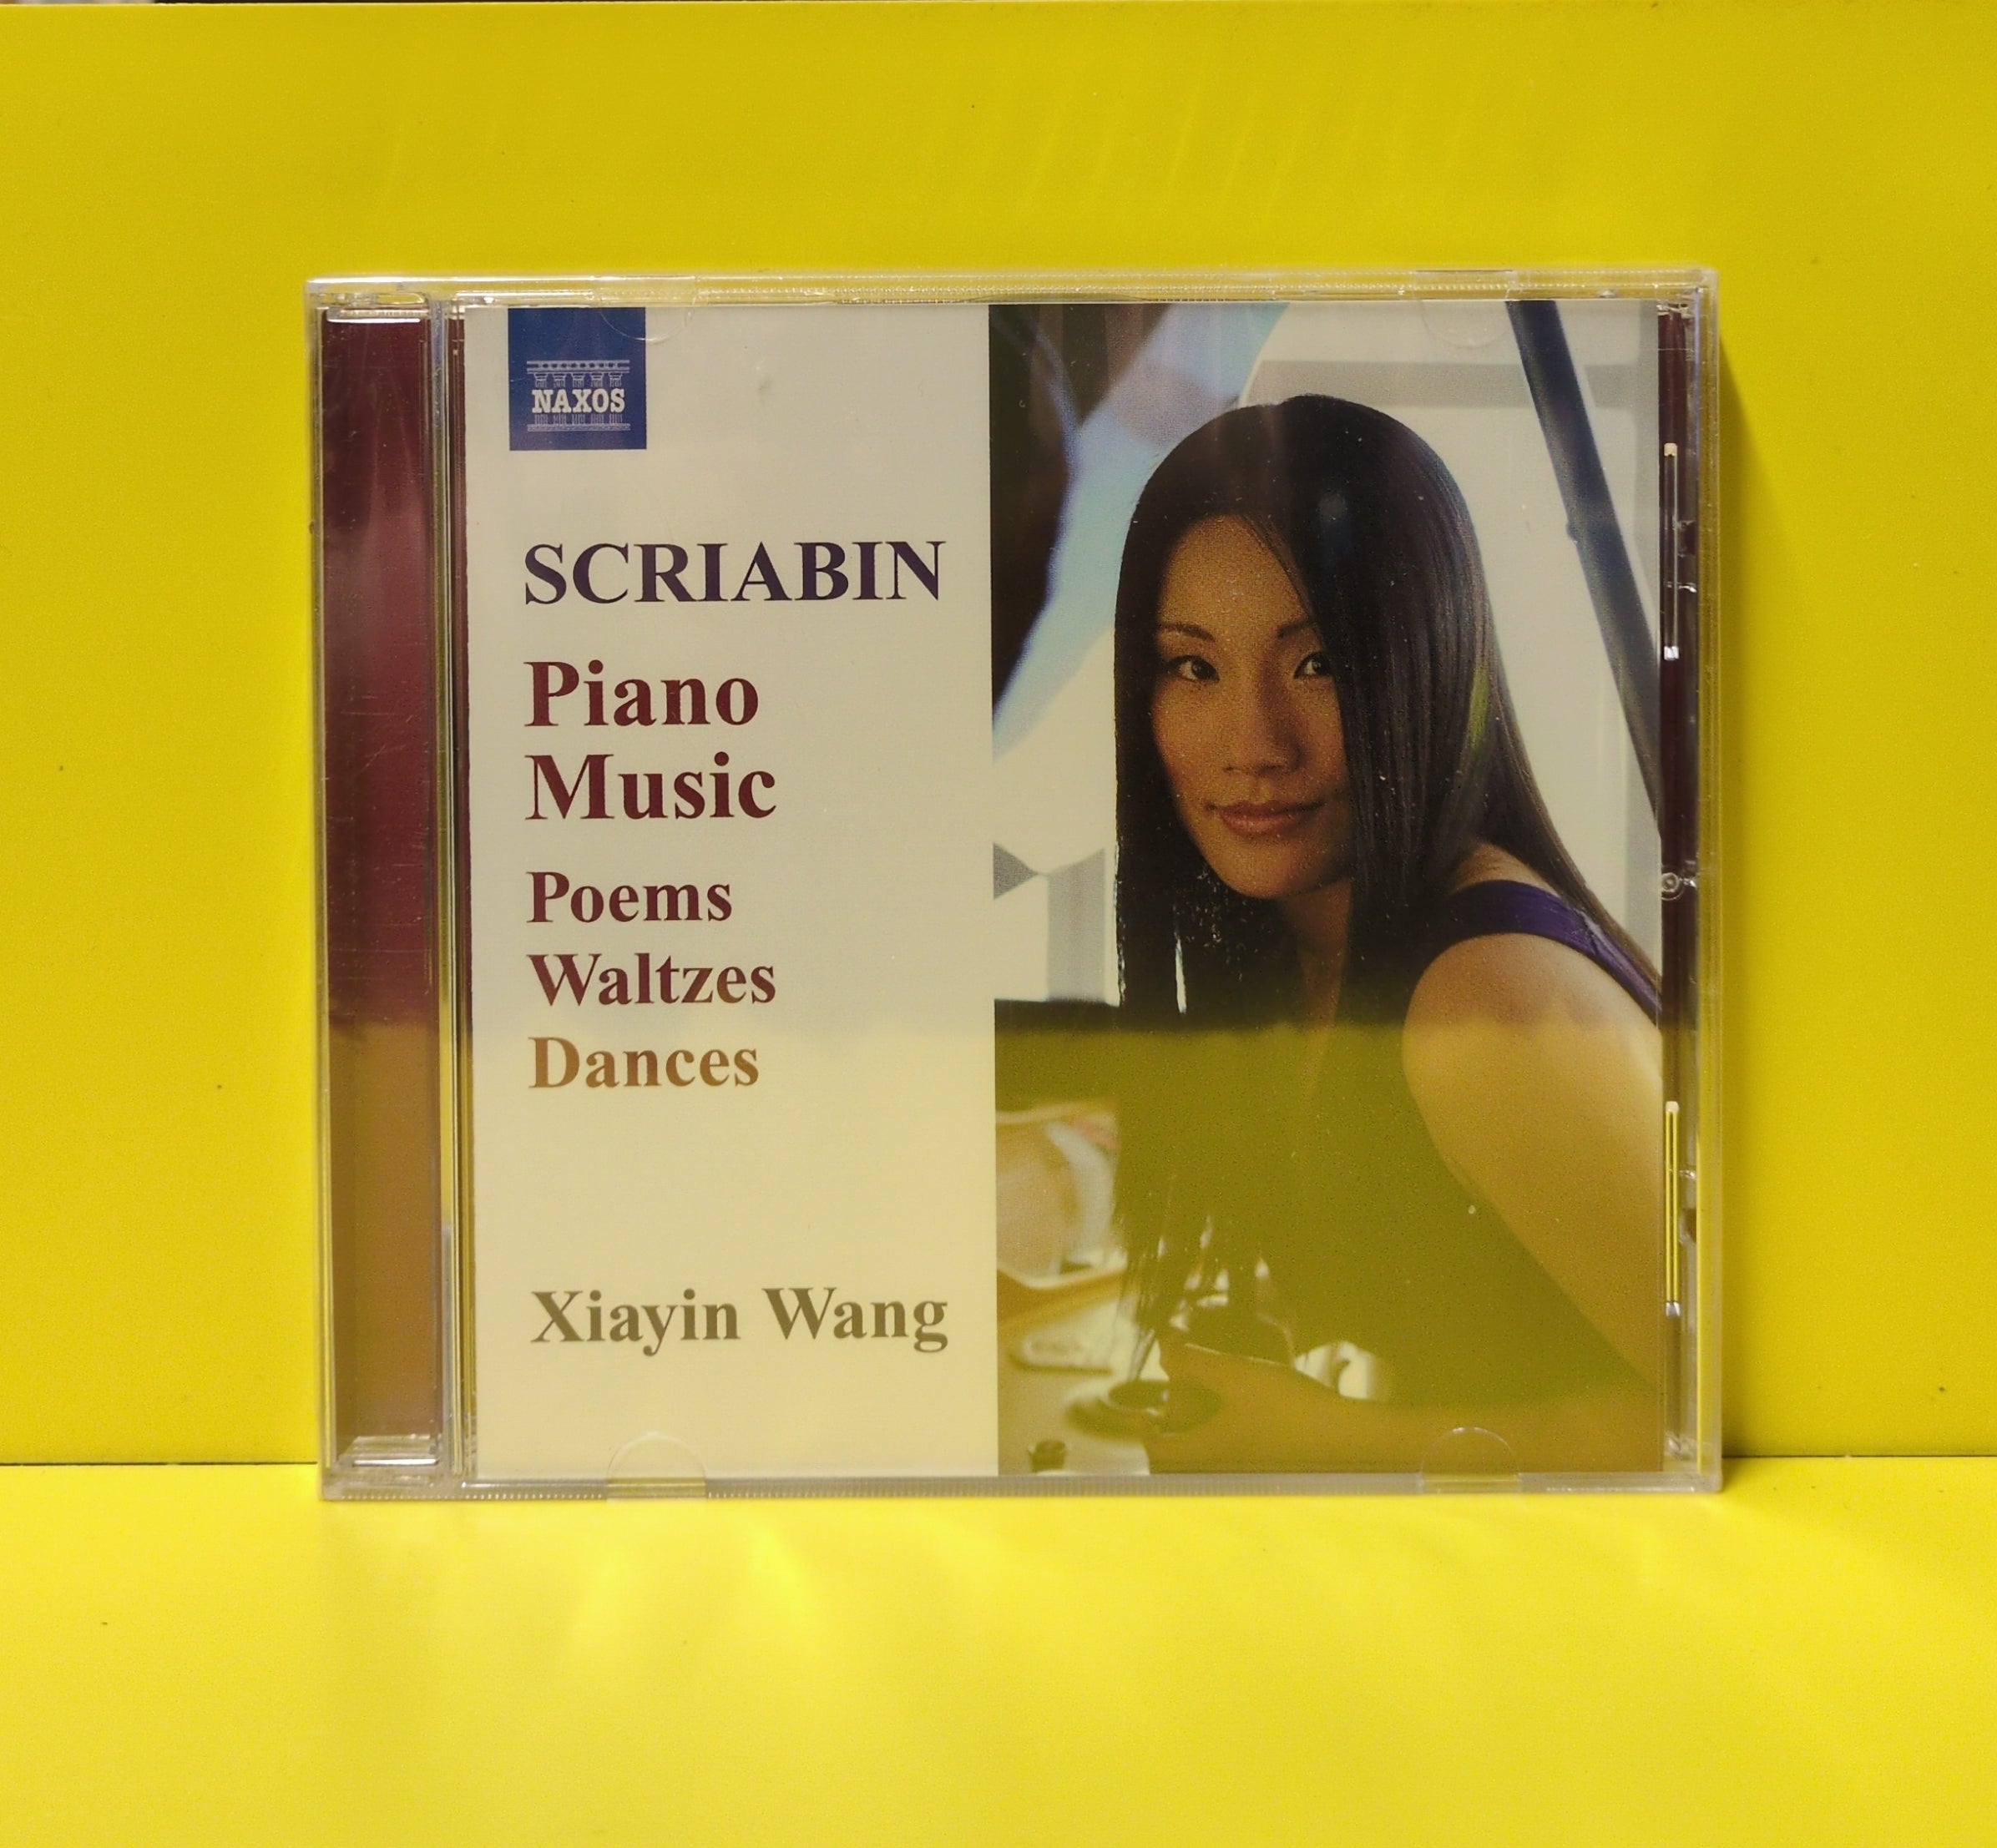 NAXOS
SCRIABIN
Piano
Music
Poems
Waltzes
Dances
Xiayin Wang